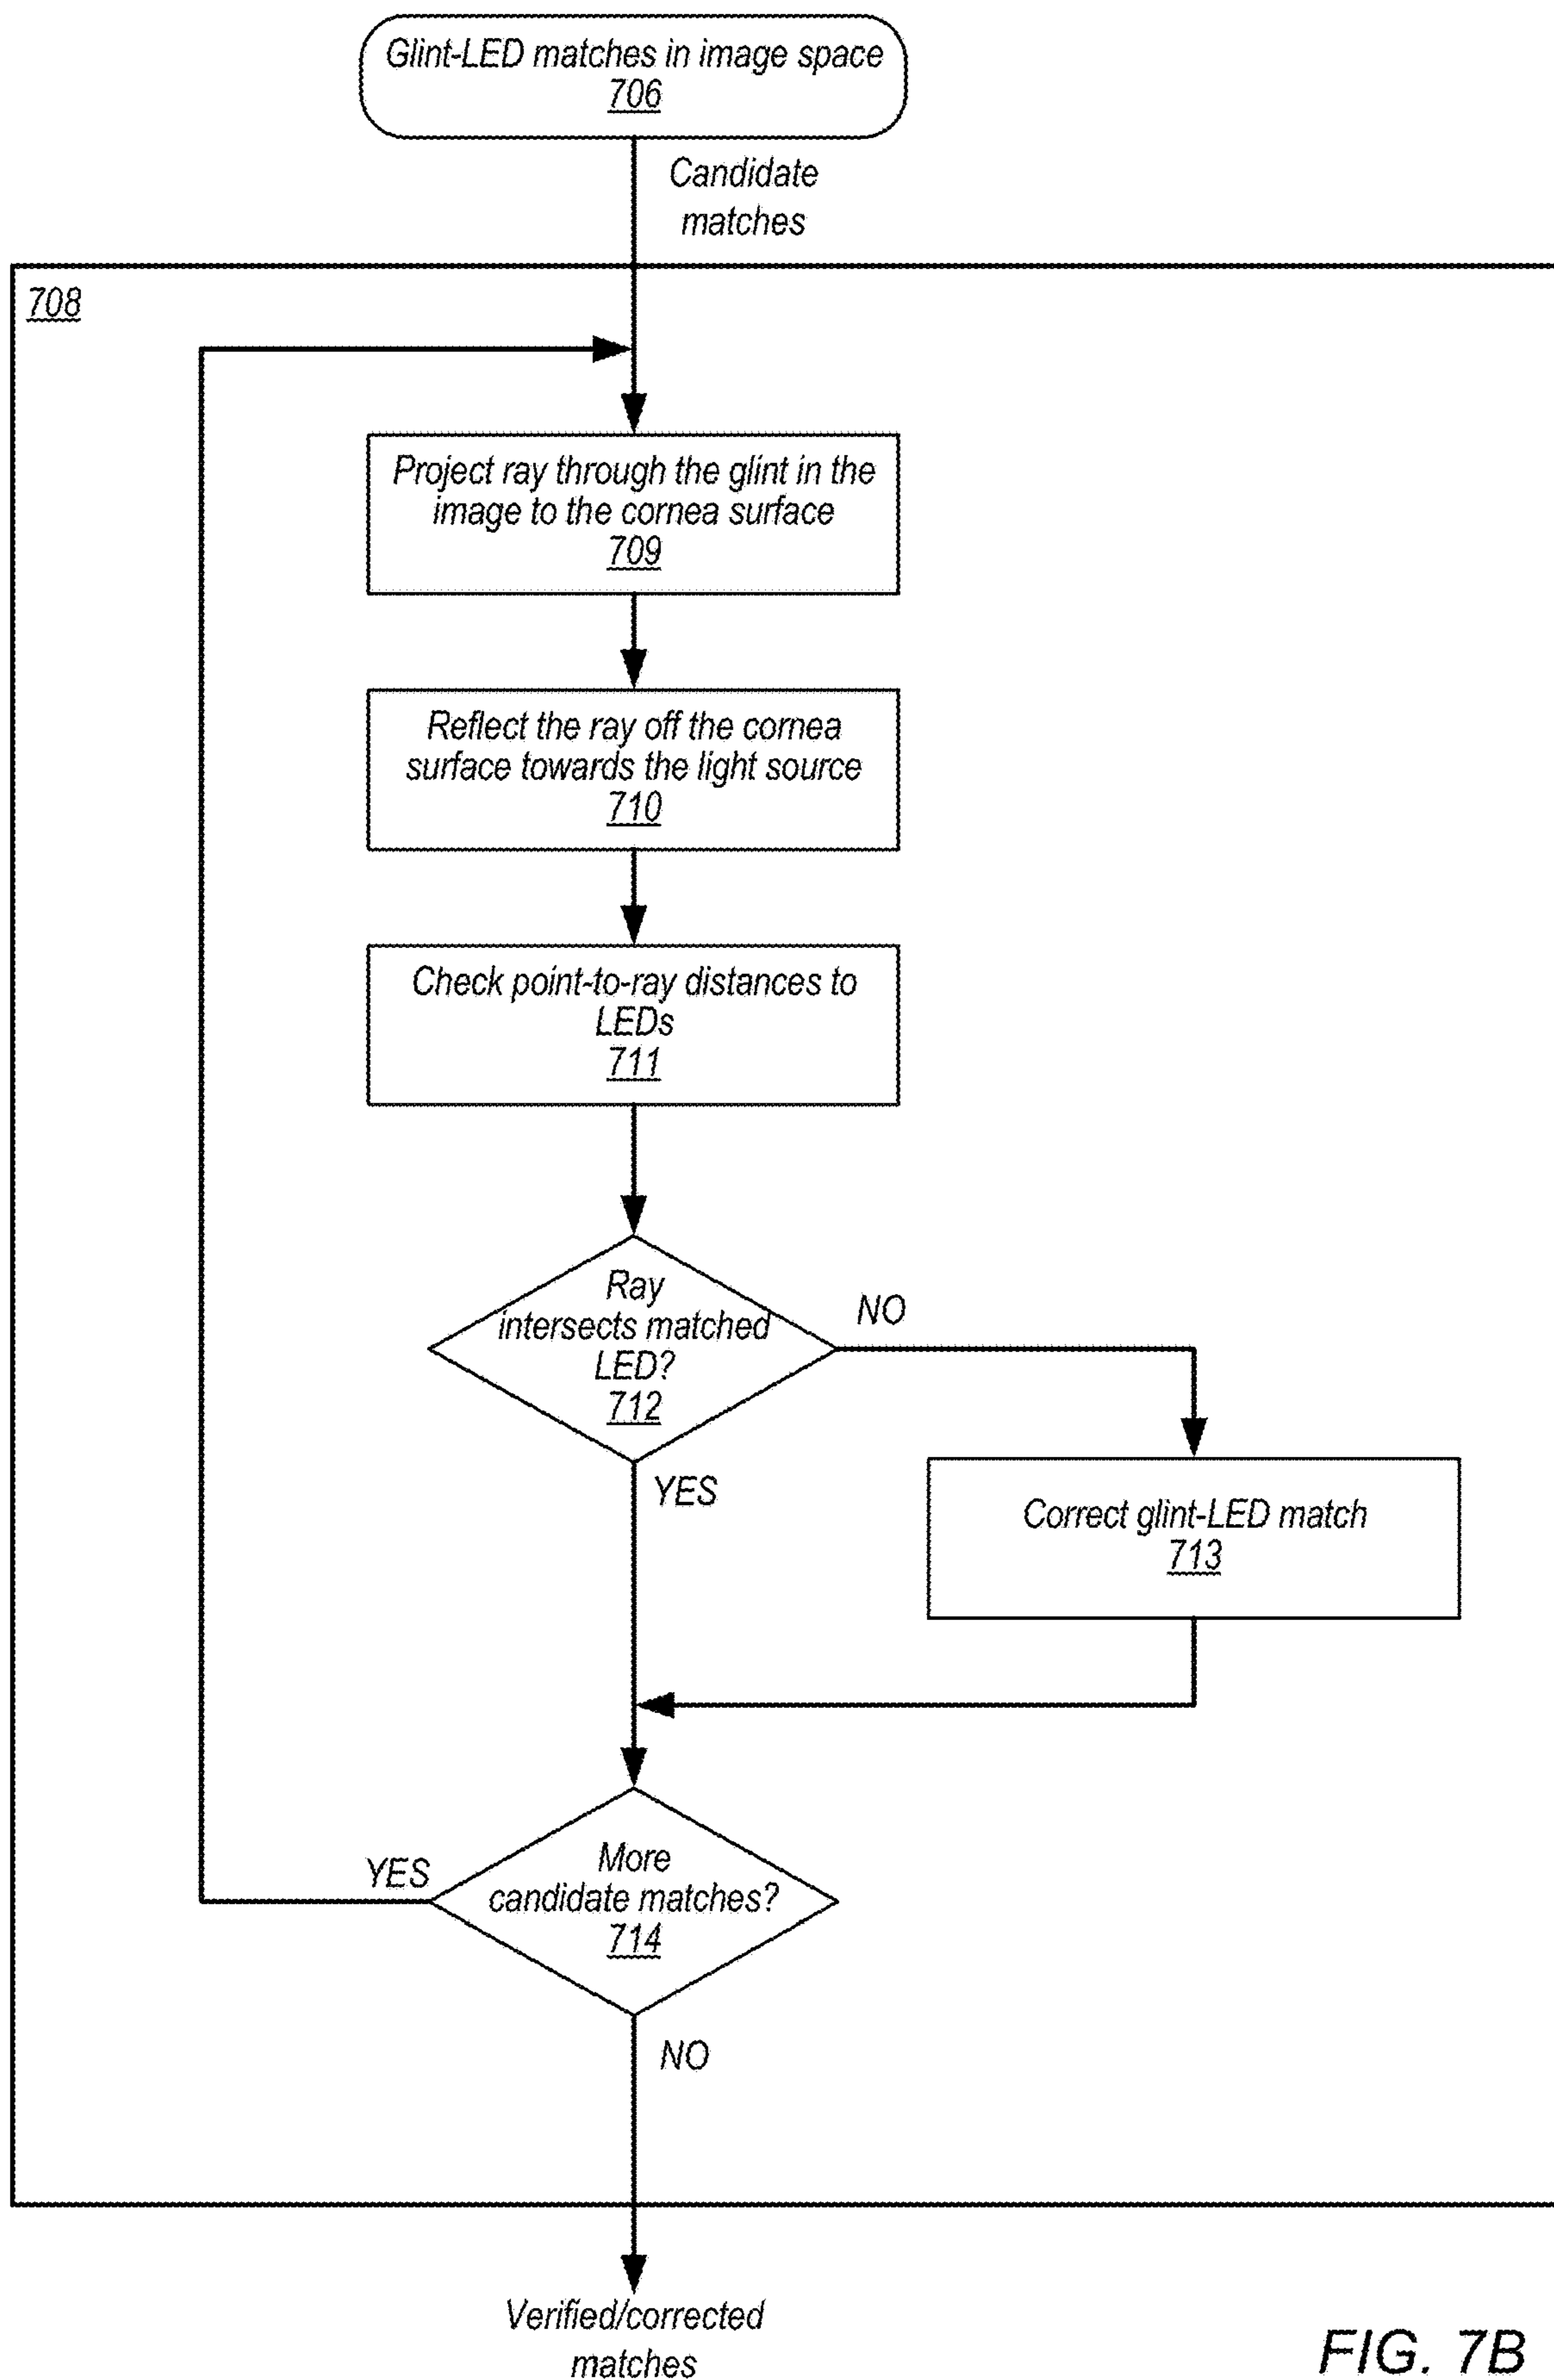 Glint-LED matches in image space
706
Candidate
matches
708
Project ray through the glint in the
image to the cornea surface
709
Reflect the ray off the cornea
surface towards the light source
710
Check point-to-ray distances to
LEDs
711
Ray
intersects matched
LED?
712
NO
YES
Correct glint-LED match
713
More
candidate matches?
714
YES
NO
Verified/corrected
matches
FIG. 7B